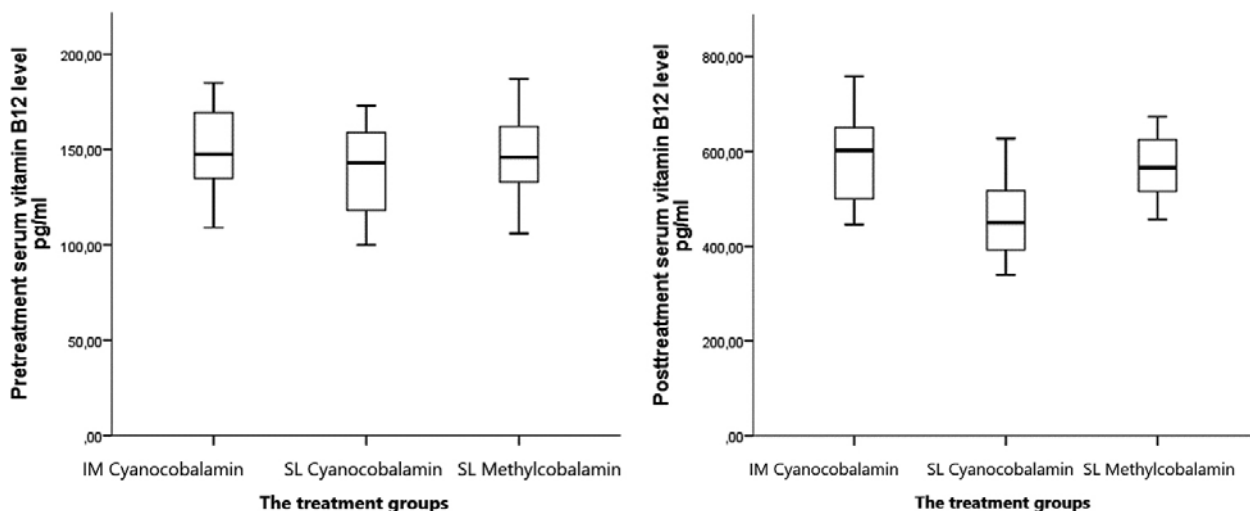 Pretreatment serum vitamin B12 level
pg/ml
200,00
150,00
100,00
50,00
,00
IM Cyanocobalamin
SL Cyanocobalamin
SL Methylcobalamin
The treatment groups
Posttreatment serum vitamin B12 level
pg/ml
800,00
600,00
400,00
200,00
,00
IM Cyanocobalamin
SL Cyanocobalamin
SL Methylcobalamin
The treatment groups